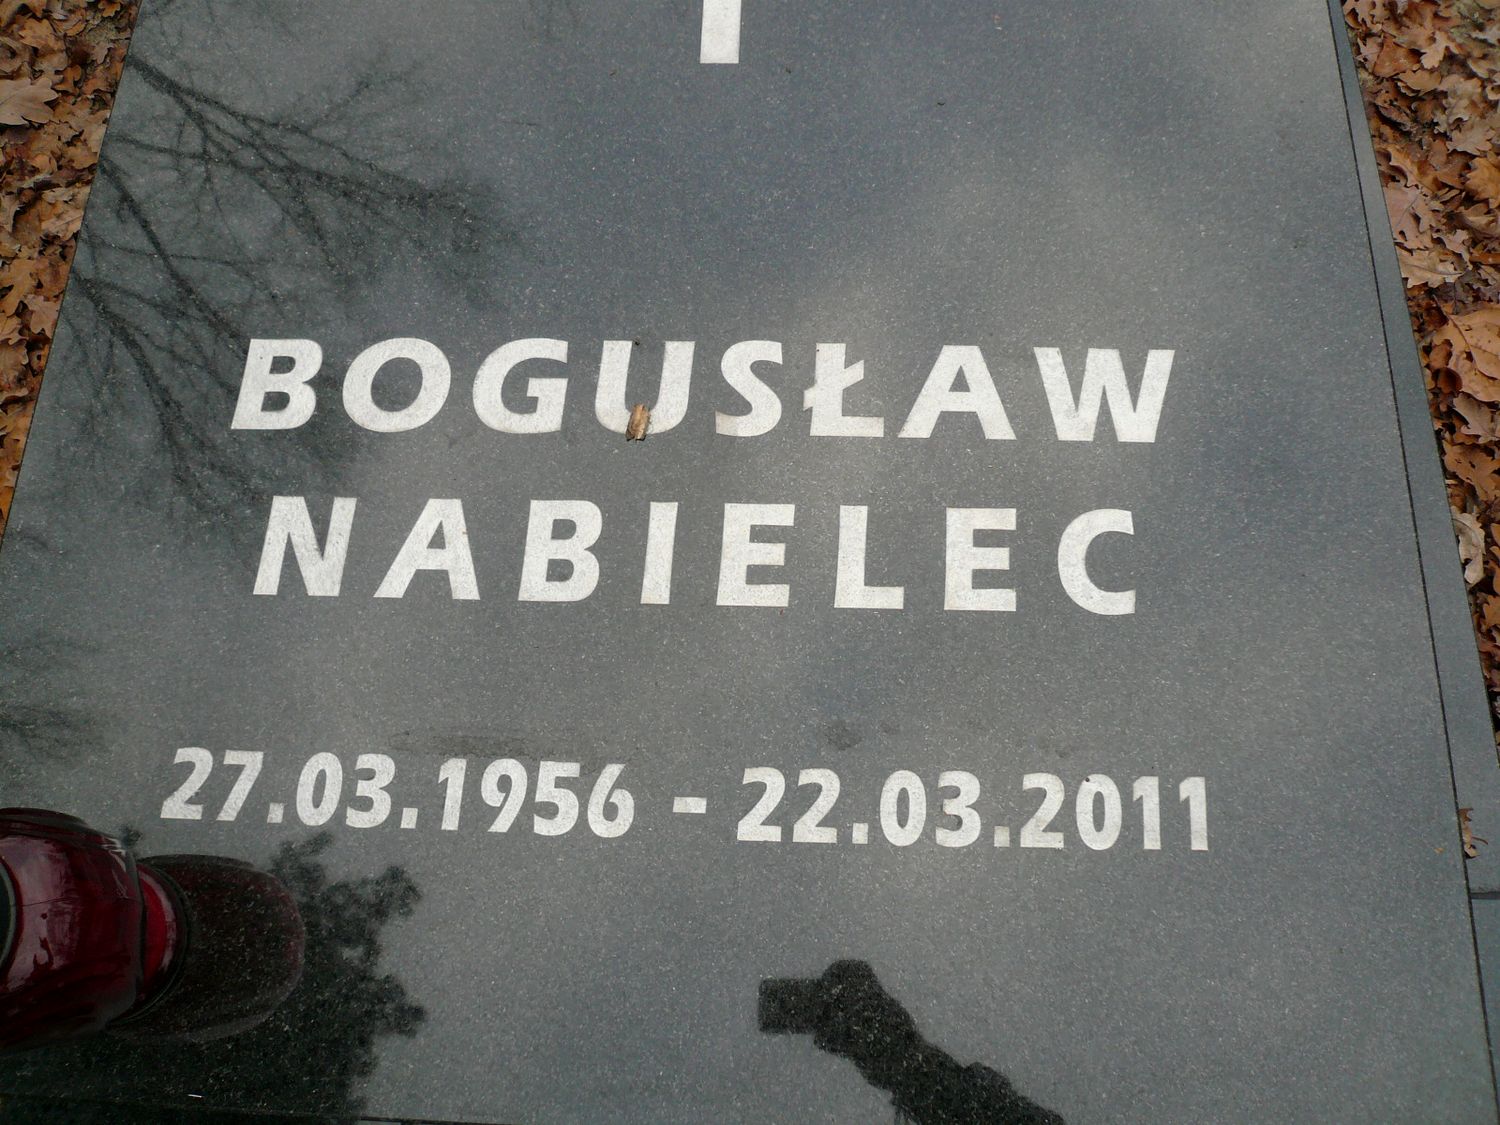 BOGUSŁAW
NABIELEC
27.03.1956 - 22.03.2011